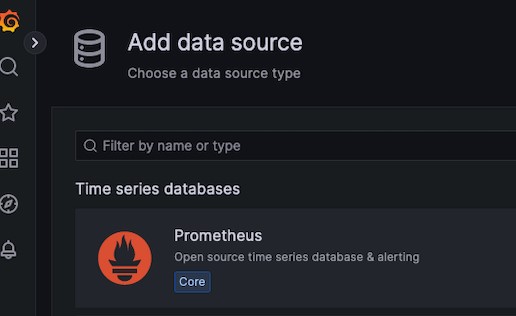 Add data source
Choose a data source type
Filter by name or type
Time series databases
Prometheus
Open source time series database & alerting
Core